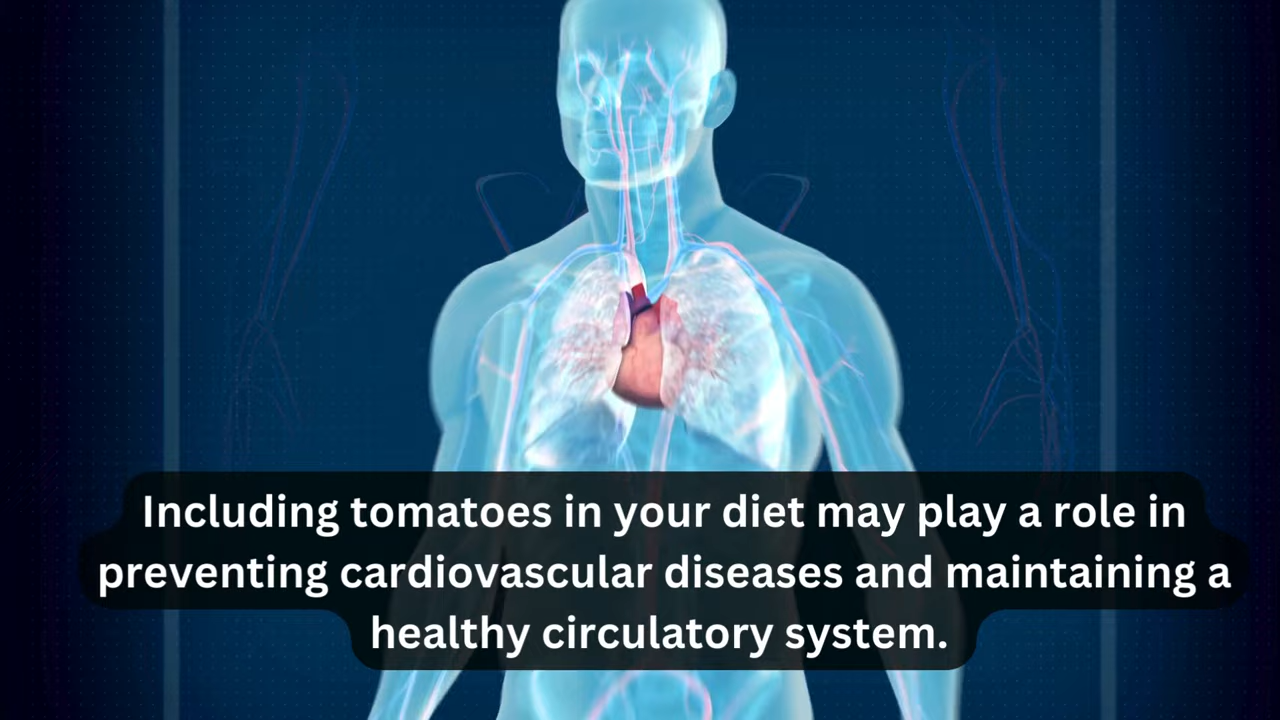 Including tomatoes in your diet may play a role in
preventing cardiovascular diseases and maintaining a
healthy circulatory system.